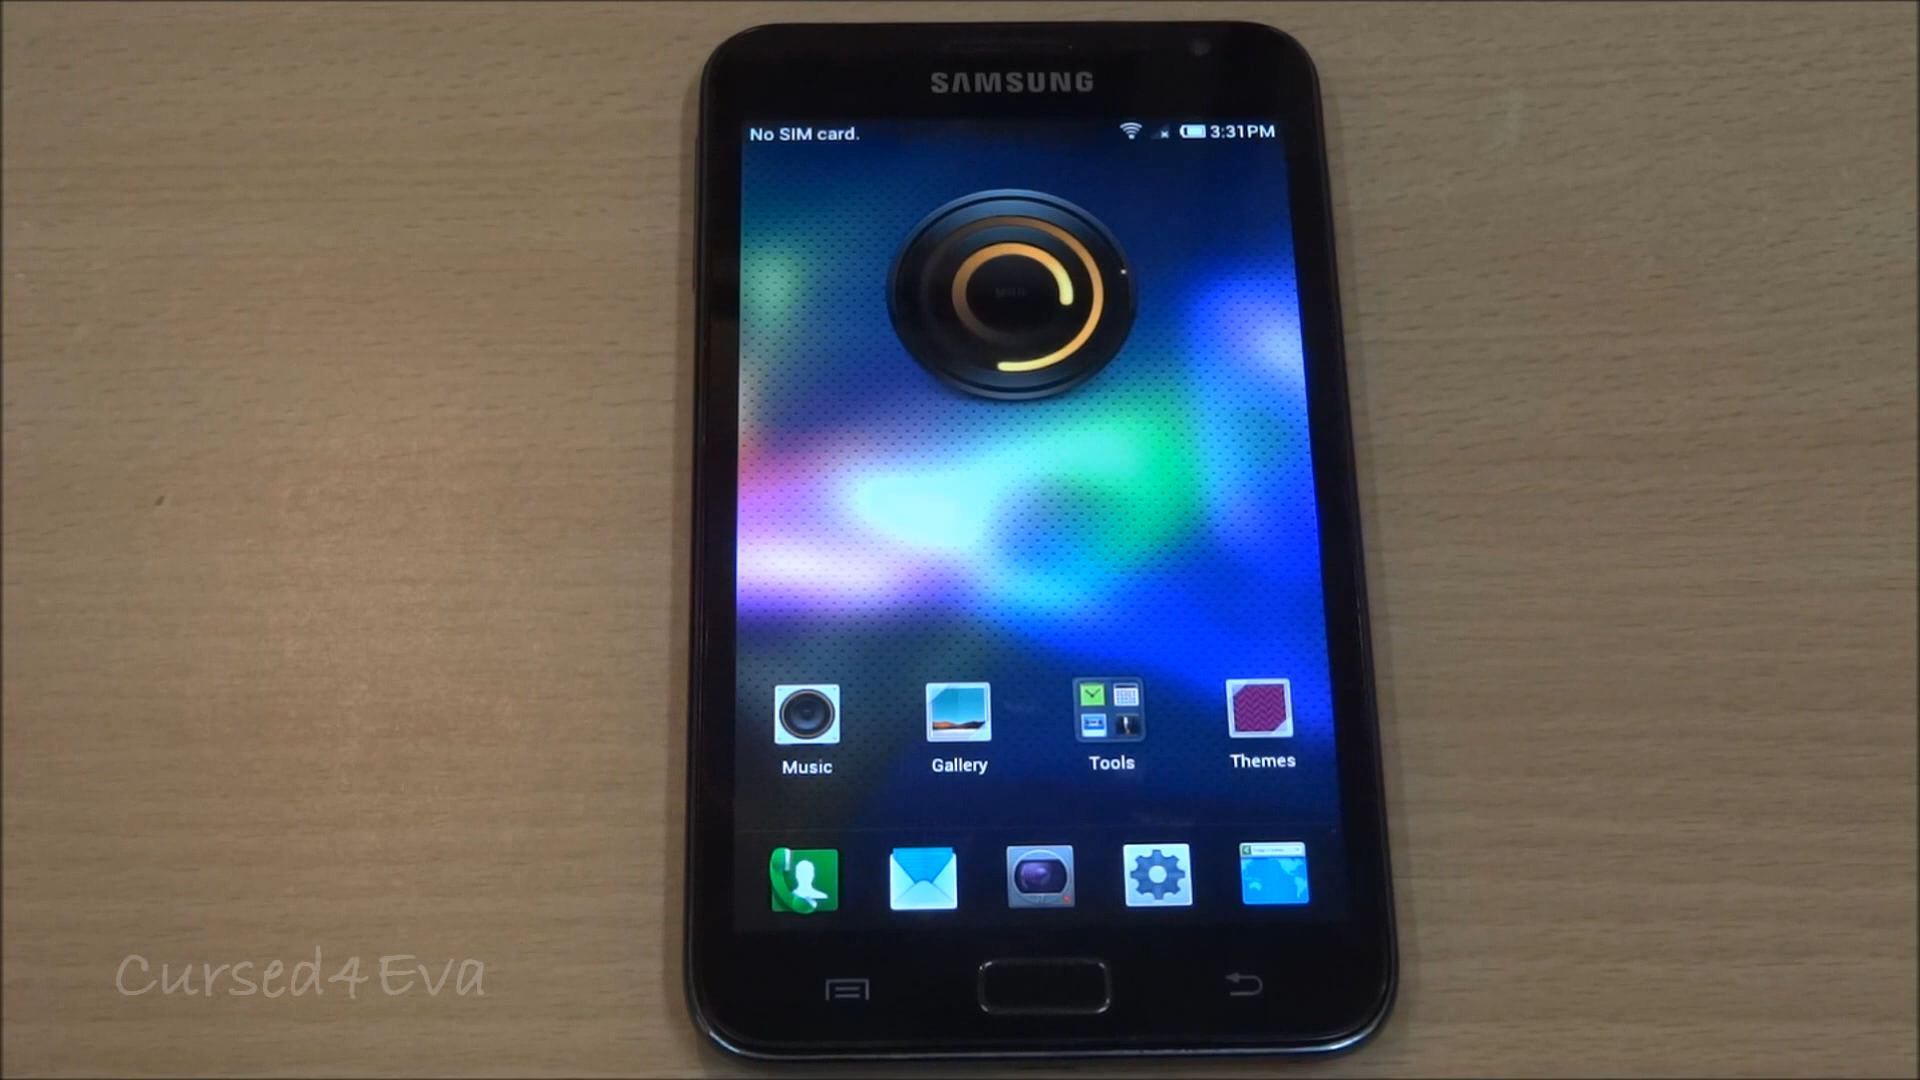 SAMSUNG
No SIM card.
3:31PM
Music
Gallery
Tools
Themes
Cursed4Eva